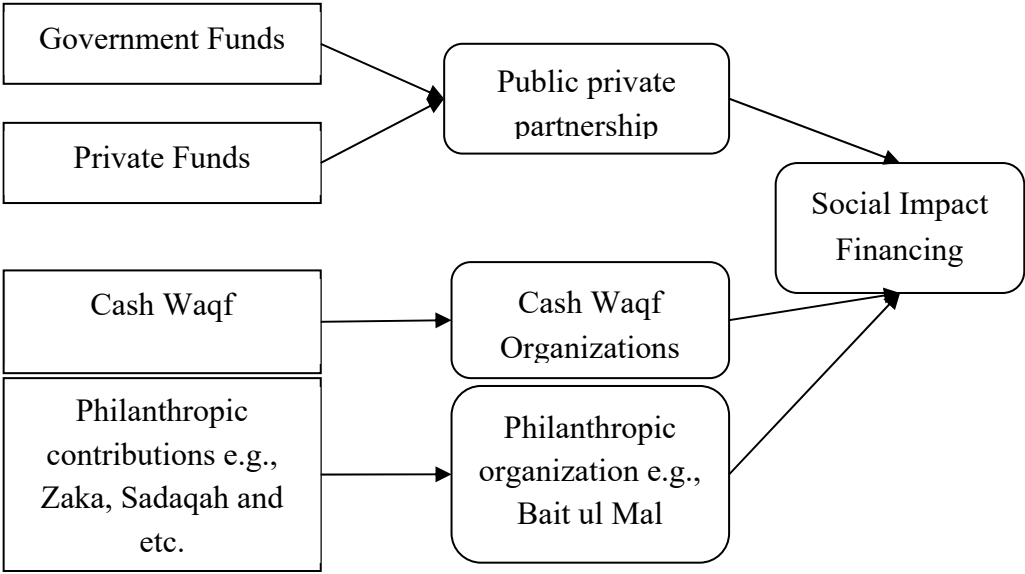 Government Funds
Private Funds
Public private
partnership
Social Impact
Financing
Cash Waqf
Cash Waqf
Organizations
Philanthropic
contributions e.g.,
Zaka, Sadaqah and
etc.
Philanthropic
organization e.g.,
Bait ul Mal